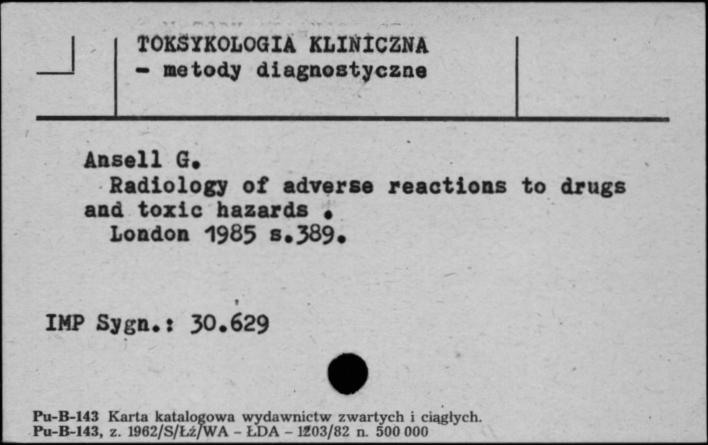 TOKSYKOLOGIA KLINICZNA
- metody diagnostyczne
Ansell G.
Radiology of adverse reactions to drugs
and toxic hazards .
London 1985 s.389.
IMP Sygn.: 30.629
Pu-B-143 Karta katalogowa wydawnictw zwartych i ciągłych.
Pu-B-143, z. 1962/S/Łź/WA - ŁDA - 1203/82 n. 500 000